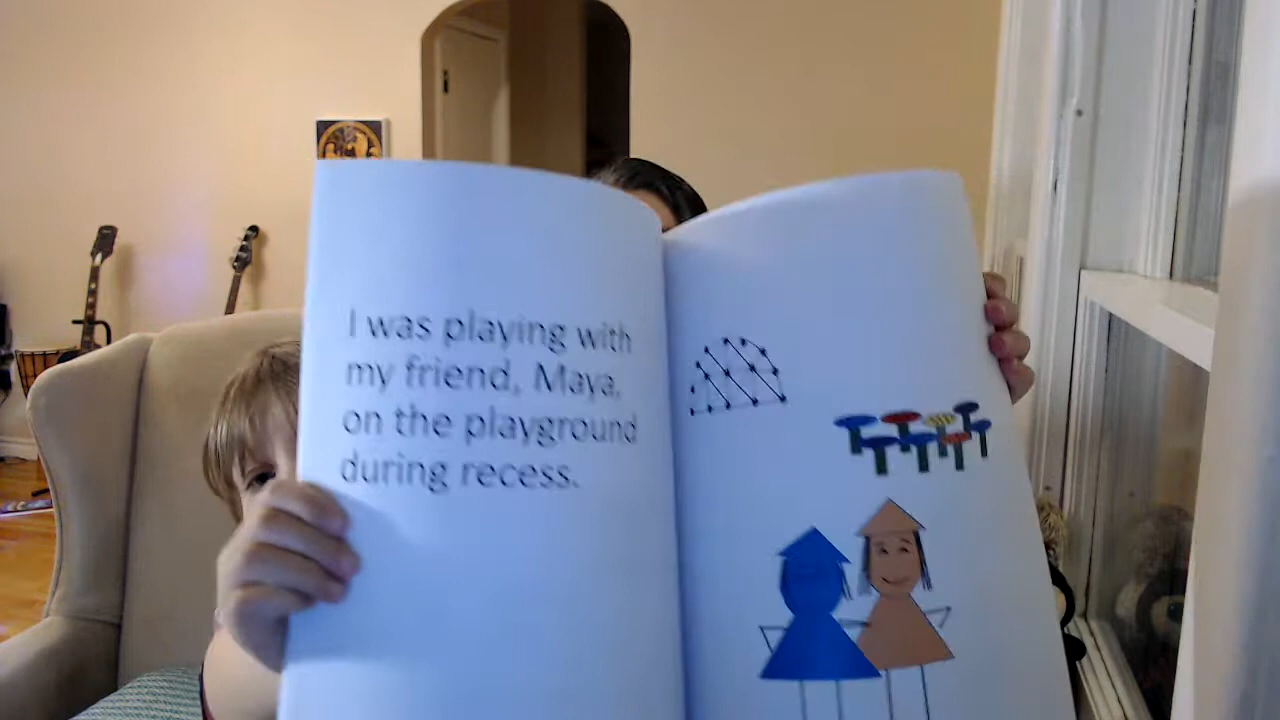 I was playing with
my friend, Maya,
on the playground
during recess.